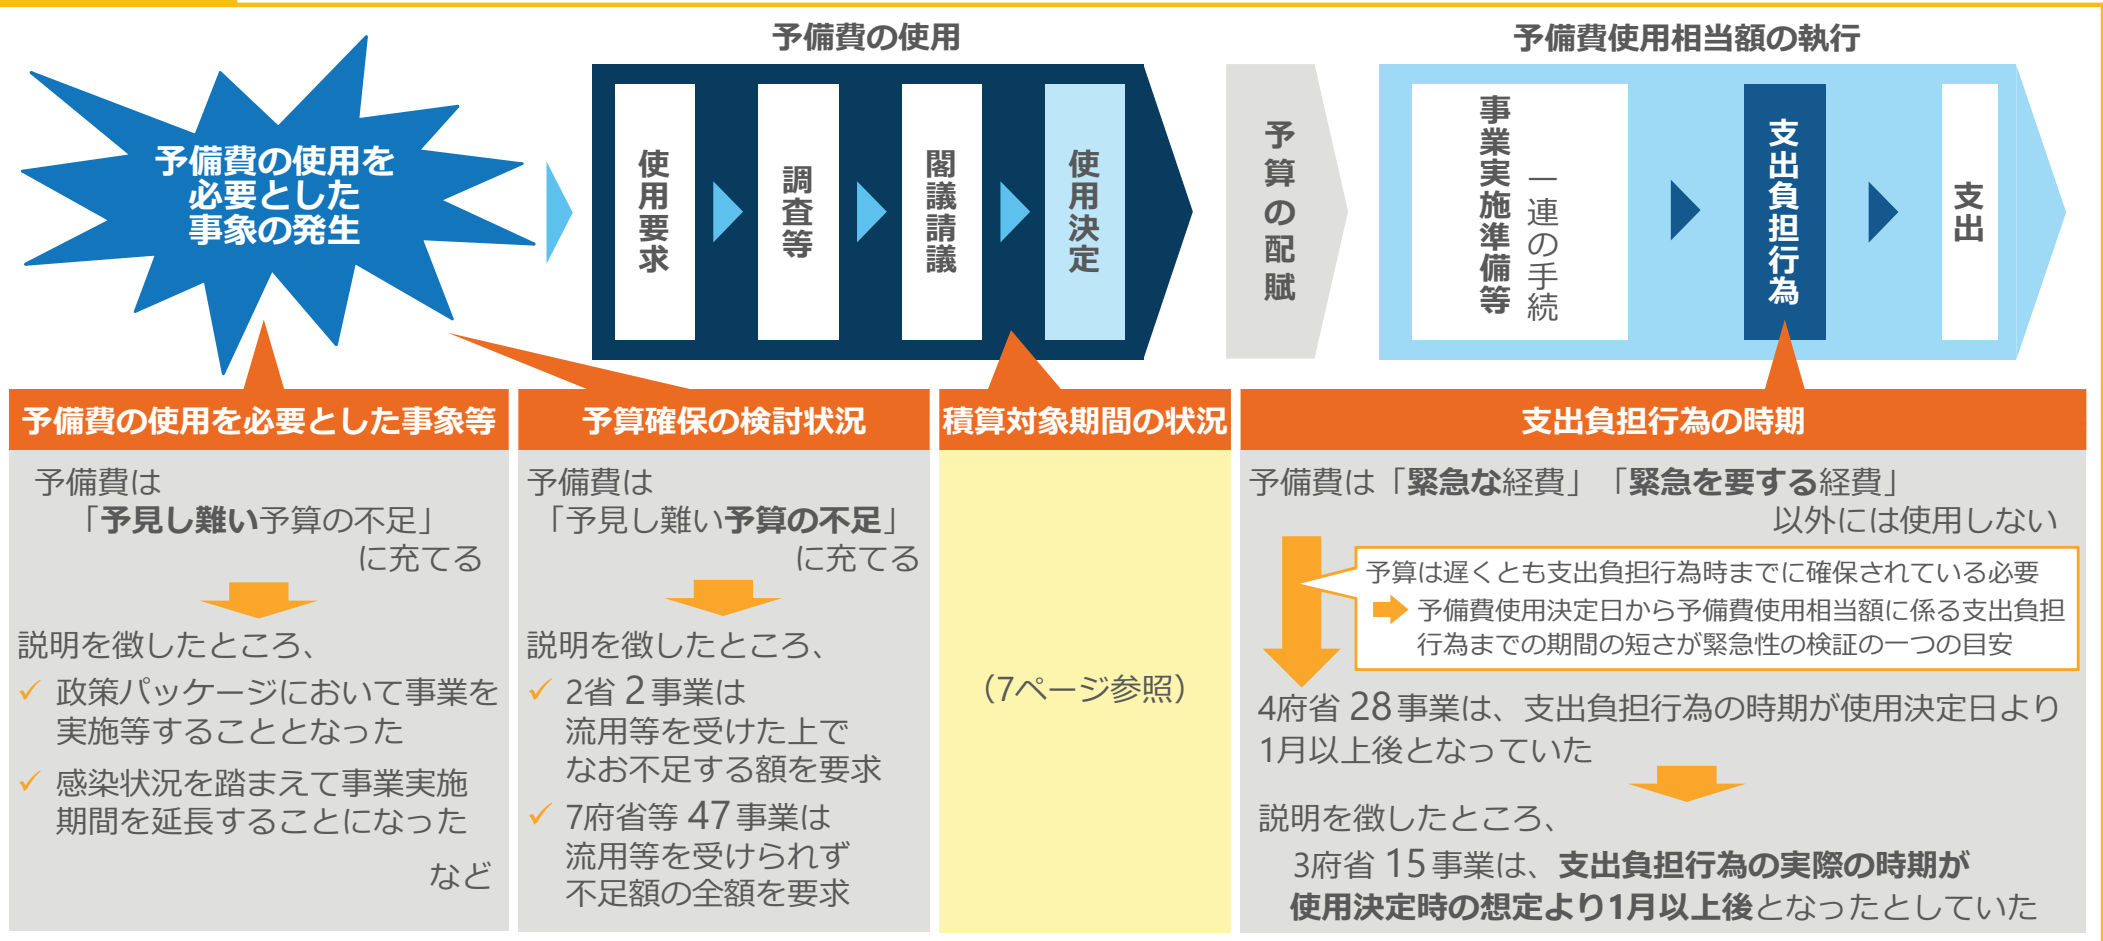 予備費の使用
予備費使用相当額の執行
予備費の使用を
必要とした
事象の発生
使用要求
調査等
閣議請議
使用決定
予算の配賦
事業実施準備等
一連の手続
支出負担行為
支出
予備費の使用を必要とした事象等
予備費は
「予見し難い予算の不足」
に充てる
説明を徴したところ、
✓ 政策パッケージにおいて事業を
実施等することとなった
✓ 感染状況を踏まえて事業実施
期間を延長することになった
など
予算確保の検討状況
予備費は
「予見し難い予算の不足」
に充てる
説明を徴したところ、
✓ 2省 2事業は
流用等を受けた上で
なお不足する額を要求
✓ 7府省等 47事業は
流用等を受けられず
不足額の全額を要求
積算対象期間の状況
（7ページ参照）
支出負担行為の時期
予備費は「緊急な経費」「緊急を要する経費」
以外には使用しない
予算は遅くとも支出負担行為時までに確保されている必要
予備費使用決定日から予備費使用相当額に係る支出負担
行為までの期間の短さが緊急性の検証の一つの目安
4府省 28事業は、支出負担行為の時期が使用決定日より
1月以上後となっていた
説明を徴したところ、
3府省 15事業は、支出負担行為の実際の時期が
使用決定時の想定より1月以上後となったとしていた